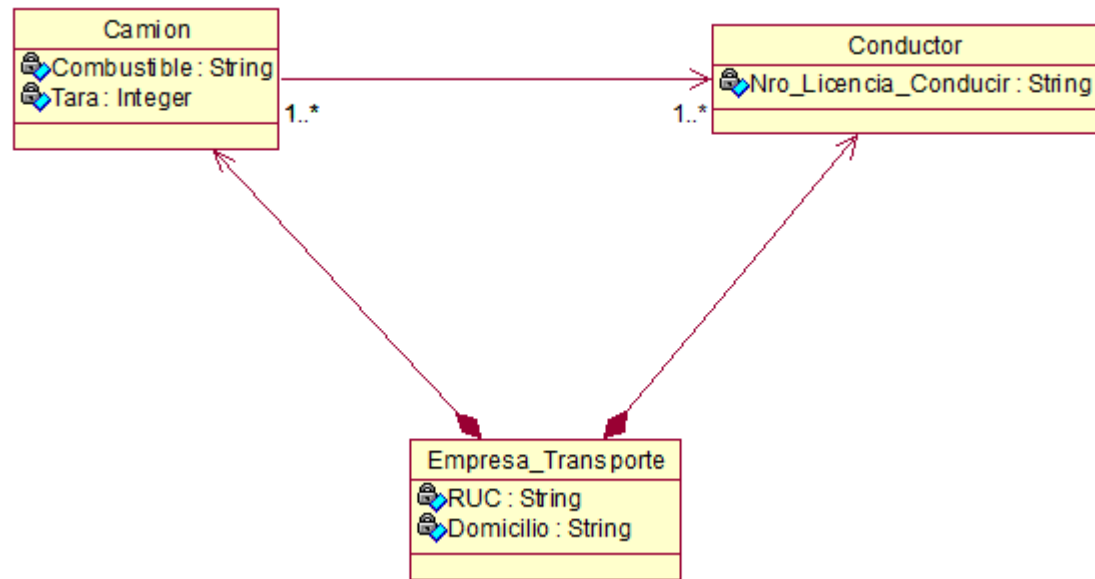 Camion
Combustible : String
Tara : Integer
1..*
1..*
Conductor
Nro_Licencia_Conducir : String
Empresa_Transporte
RUC : String
Domicilio : String